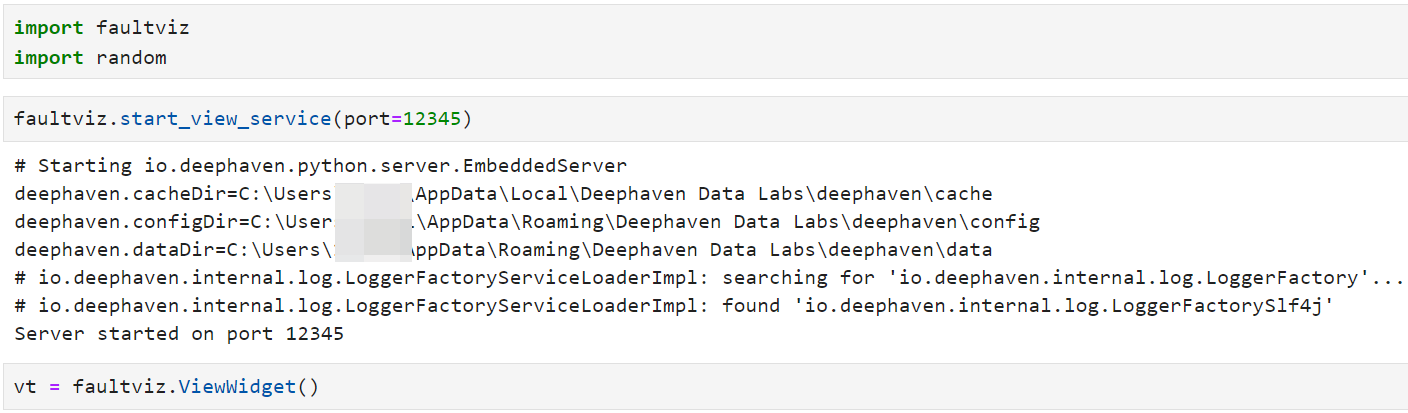 import faultviz
import random
faultviz.start_view_service(port=12345)
# Starting io.deephaven.python.server.EmbeddedServer
deephaven.cacheDir=C:\Users \AppData\Local\Deephaven Data Labs\deephaven\cache
deephaven.configDir=C:\User \AppData\Roaming\Deephaven Data Labs\deephaven\config
deephaven.dataDir=C:\Users\ AppData\Roaming\Deephaven Data Labs\deephaven\data
# io.deephaven.internal.log.LoggerFactoryServiceLoaderImpl: searching for 'io.deephaven.internal.log.LoggerFactory'...
# io.deephaven.internal.log.LoggerFactoryServiceLoaderImpl: found 'io.deephaven.internal.log.LoggerFactorySlf4j'
Server started on port 12345
vt = faultviz.ViewWidget()